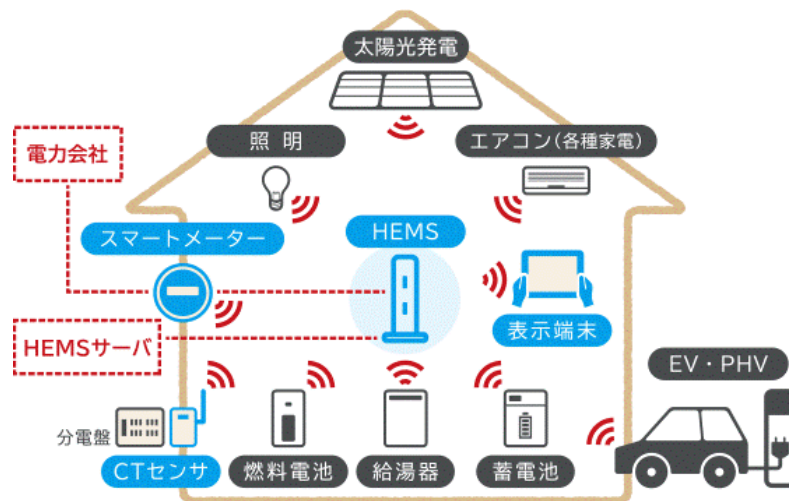 太陽光発電
照明
エアコン(各種家電)
電力会社
スマートメーター
HEMS
HEMSサーバ
表示端末
EV・PHV
分電盤
CTセンサ
燃料電池
給湯器
蓄電池